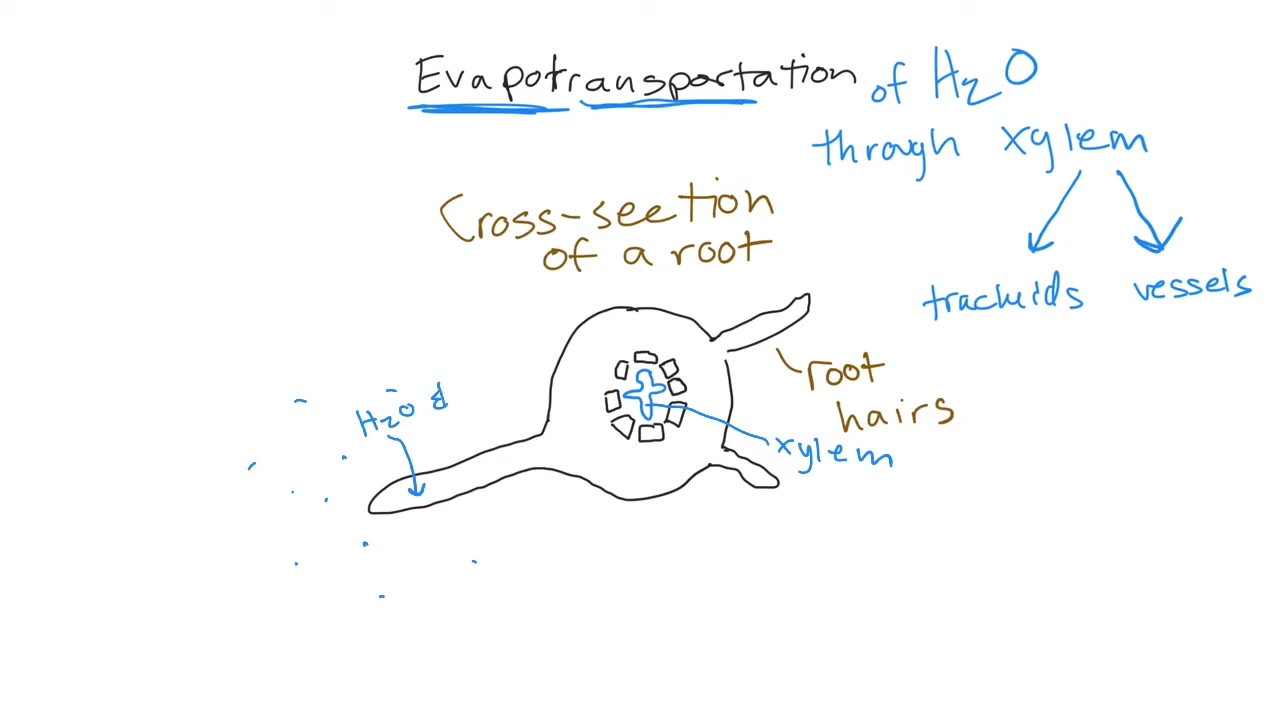 Evapotransportation of H2O
through xylem
tracheids vessels
Cross-section
of a root
root
hairs
xylem
H2O &